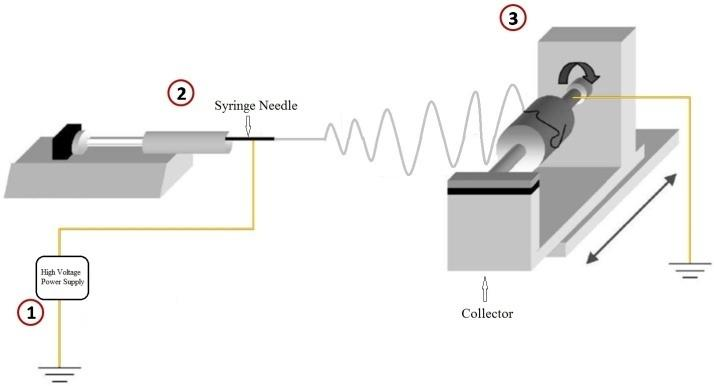 3
2
Syringe Needle
High Voltage
Power Supply
1
Collector